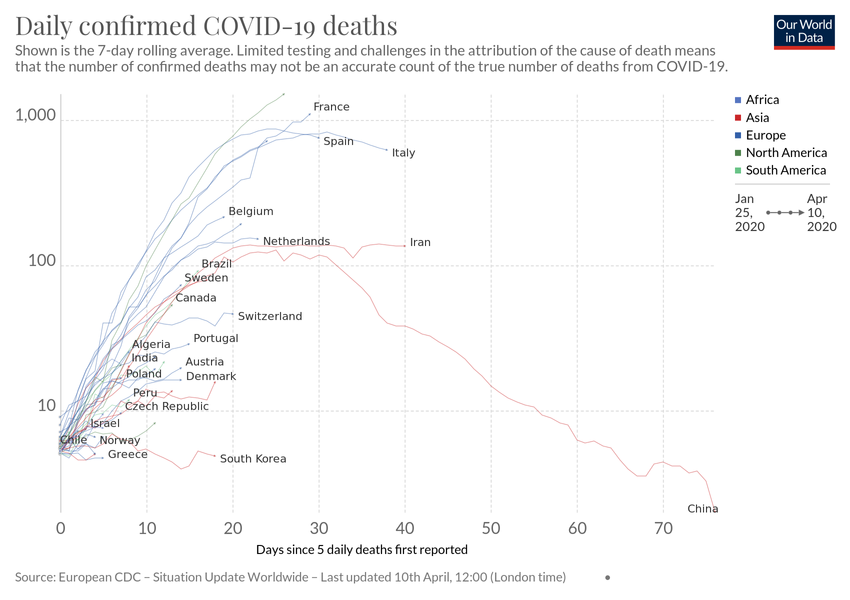 Daily confirmed COVID-19 deaths
Our World
in Data
Shown is the 7-day rolling average. Limited testing and challenges in the attribution of the cause of death means
that the number of confirmed deaths may not be an accurate count of the true number of deaths from COVID-19.
1,000
100
10
France
Spain
Italy
Belgium
Netherlands
Iran
Brazil
Sweden
Canada
Switzerland
Algeria
Portugal
India
Austria
Poland
Denmark
Peru
Czech Republic
Israel
Chile
Norway
Greece
South Korea
China
Africa
Asia
Europe
North America
South America
Jan
25,
2020
Apr
10,
2020
0 10 20 30 40 50 60 70
Days since 5 daily deaths first reported
Source: European CDC – Situation Update Worldwide – Last updated 10th April, 12:00 (London time)